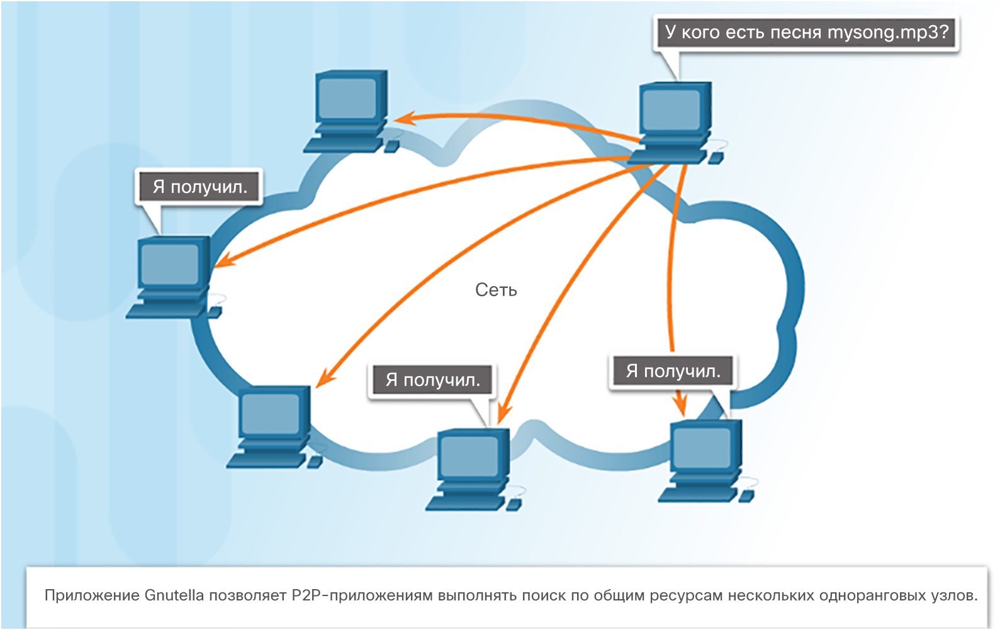 У кого есть песня mysong.mp3?
Я получил.
Сеть
Я получил.
Я получил.
Приложение Gnutella позволяет P2P-приложениям выполнять поиск по общим ресурсам нескольких одноранговых узлов.